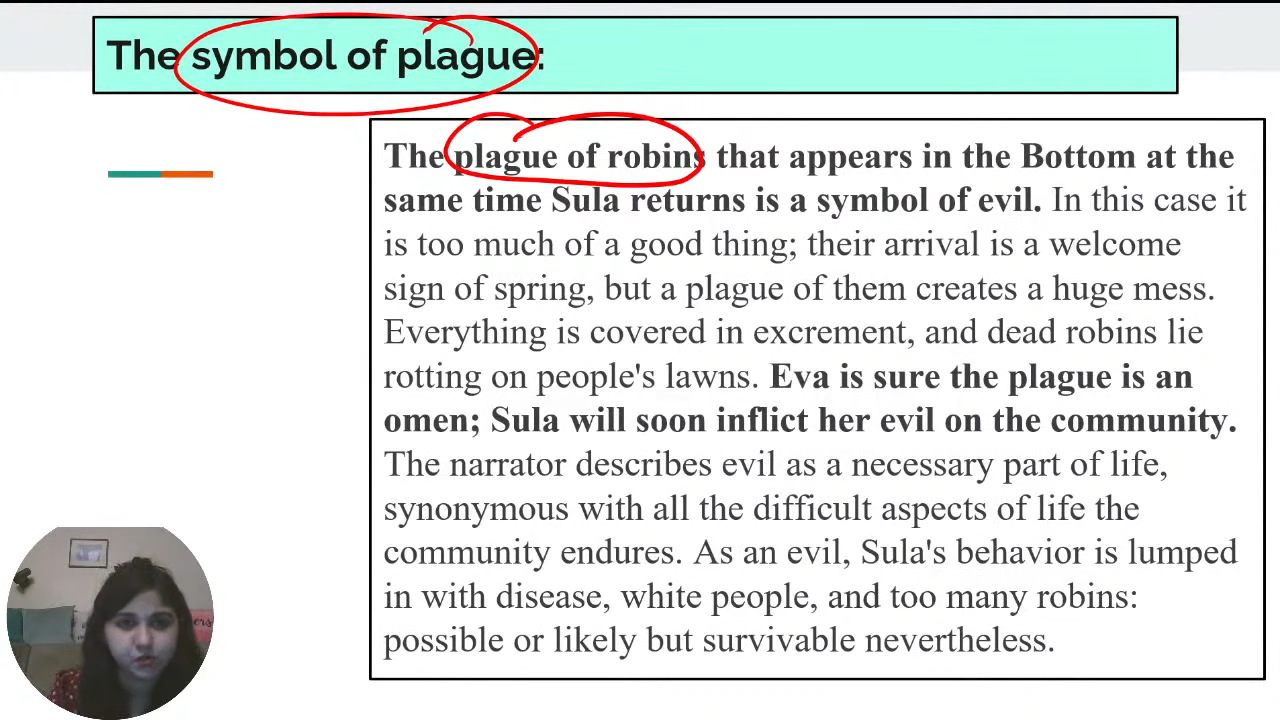 The symbol of plague:
The plague of robins that appears in the Bottom at the
same time Sula returns is a symbol of evil. In this case it
is too much of a good thing; their arrival is a welcome
sign of spring, but a plague of them creates a huge mess.
Everything is covered in excrement, and dead robins lie
rotting on people's lawns. Eva is sure the plague is an
omen; Sula will soon inflict her evil on the community.
The narrator describes evil as a necessary part of life,
synonymous with all the difficult aspects of life the
community endures. As an evil, Sula's behavior is lumped
in with disease, white people, and too many robins:
possible or likely but survivable nevertheless.